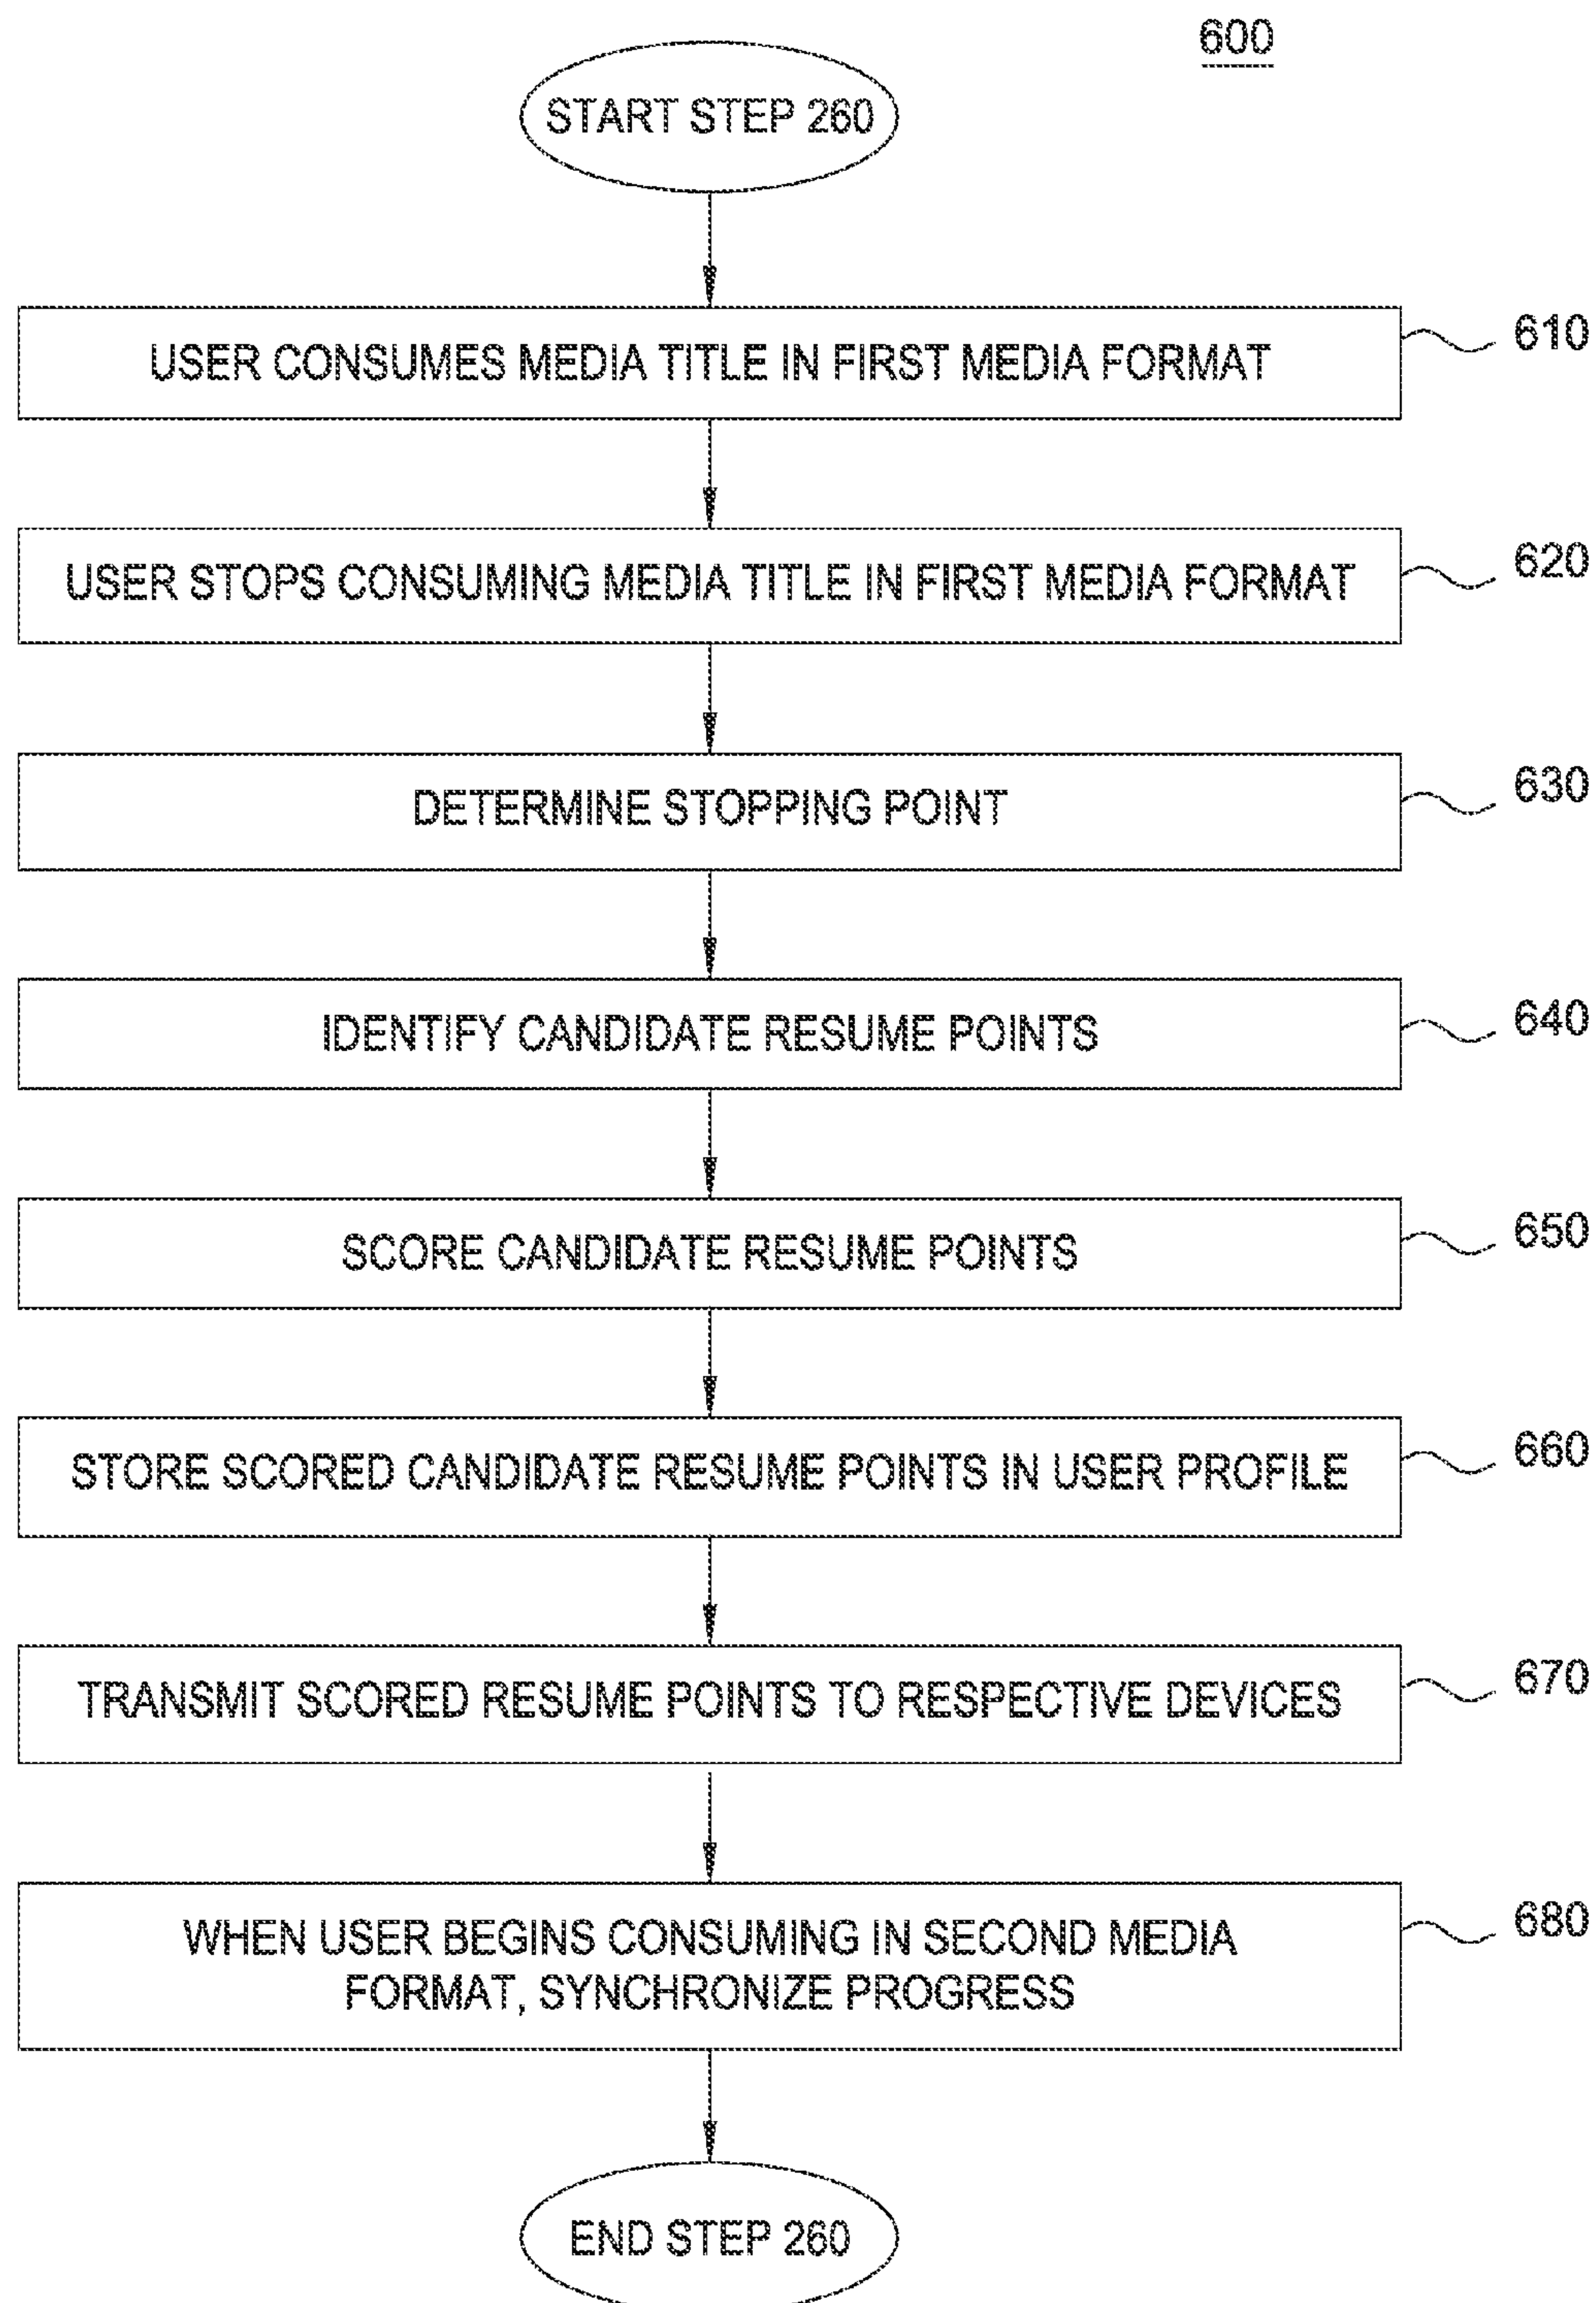 600
START STEP 260
USER CONSUMES MEDIA TITLE IN FIRST MEDIA FORMAT
610
USER STOPS CONSUMING MEDIA TITLE IN FIRST MEDIA FORMAT
620
DETERMINE STOPPING POINT
630
IDENTIFY CANDIDATE RESUME POINTS
640
SCORE CANDIDATE RESUME POINTS
650
STORE SCORED CANDIDATE RESUME POINTS IN USER PROFILE
660
TRANSMIT SCORED RESUME POINTS TO RESPECTIVE DEVICES
670
WHEN USER BEGINS CONSUMING IN SECOND MEDIA
FORMAT, SYNCHRONIZE PROGRESS
680
END STEP 260